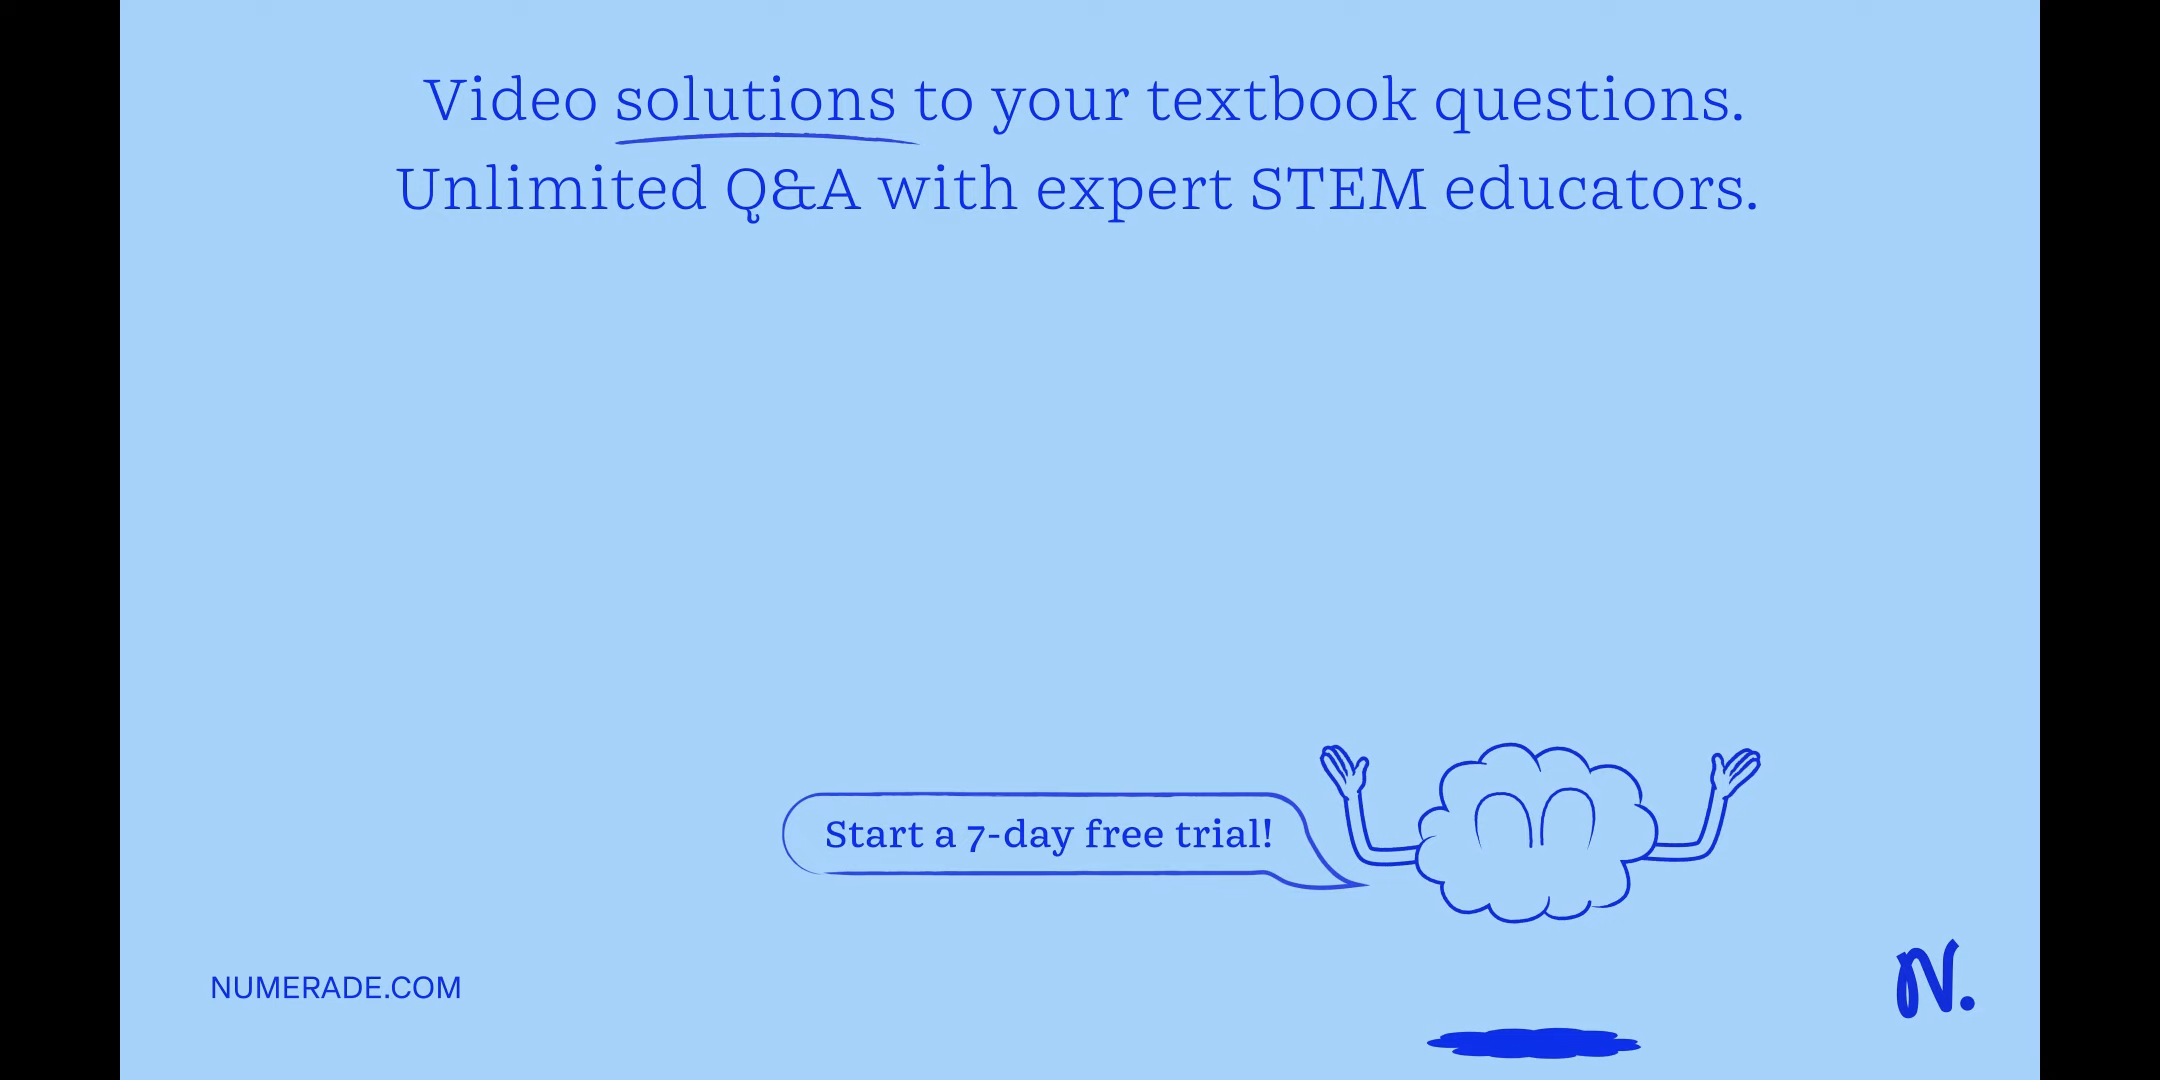 Video solutions to your textbook questions.
Unlimited Q&A with expert STEM educators.
Start a 7-day free trial!
NUMERADE.COM
N.